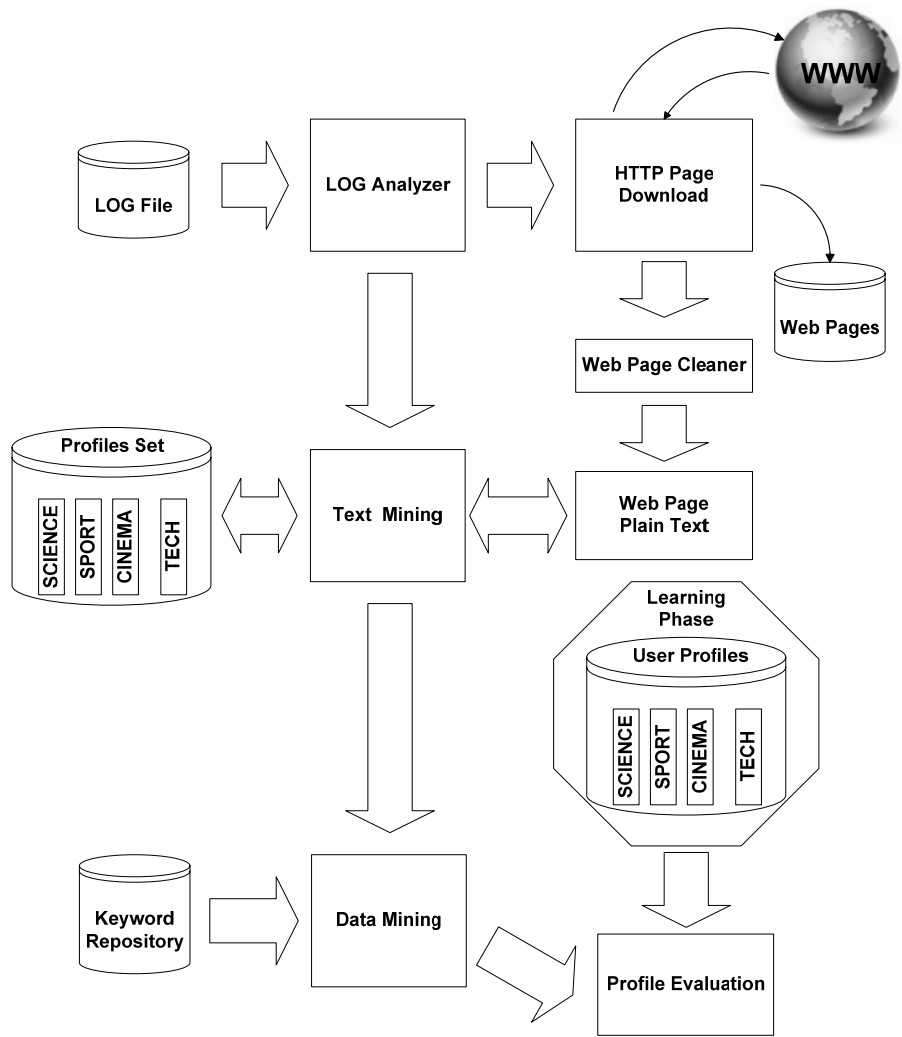 WWW
LOG File
LOG Analyzer
HTTP Page
Download
Web Pages
Web Page Cleaner
Profiles Set
SCIENCE
SPORT
CINEMA
TECH
Text Mining
Web Page
Plain Text
Learning
Phase
User Profiles
SCIENCE
SPORT
CINEMA
TECH
Keyword
Repository
Data Mining
Profile Evaluation